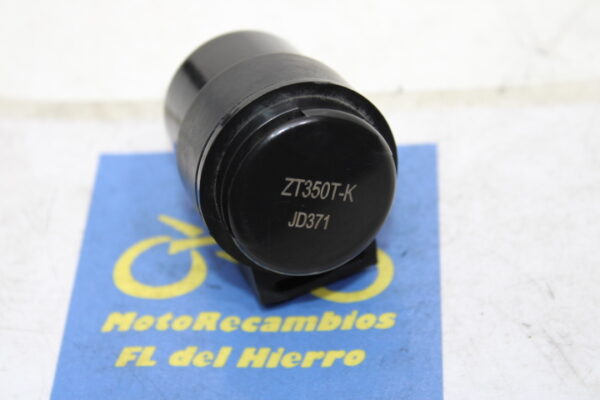 ZT350T-K
JD371
MotoRecambios
FL del Hierro